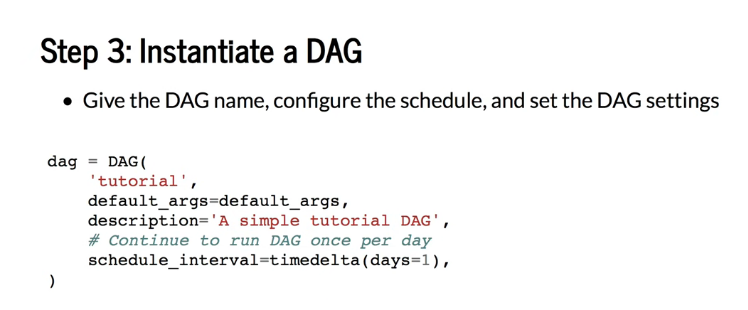 Step 3: Instantiate a DAG
• Give the DAG name, configure the schedule, and set the DAG settings
dag = DAG(
    'tutorial',
    default_args=default_args,
    description='A simple tutorial DAG',
    # Continue to run DAG once per day
    schedule_interval=timedelta(days=1),
)